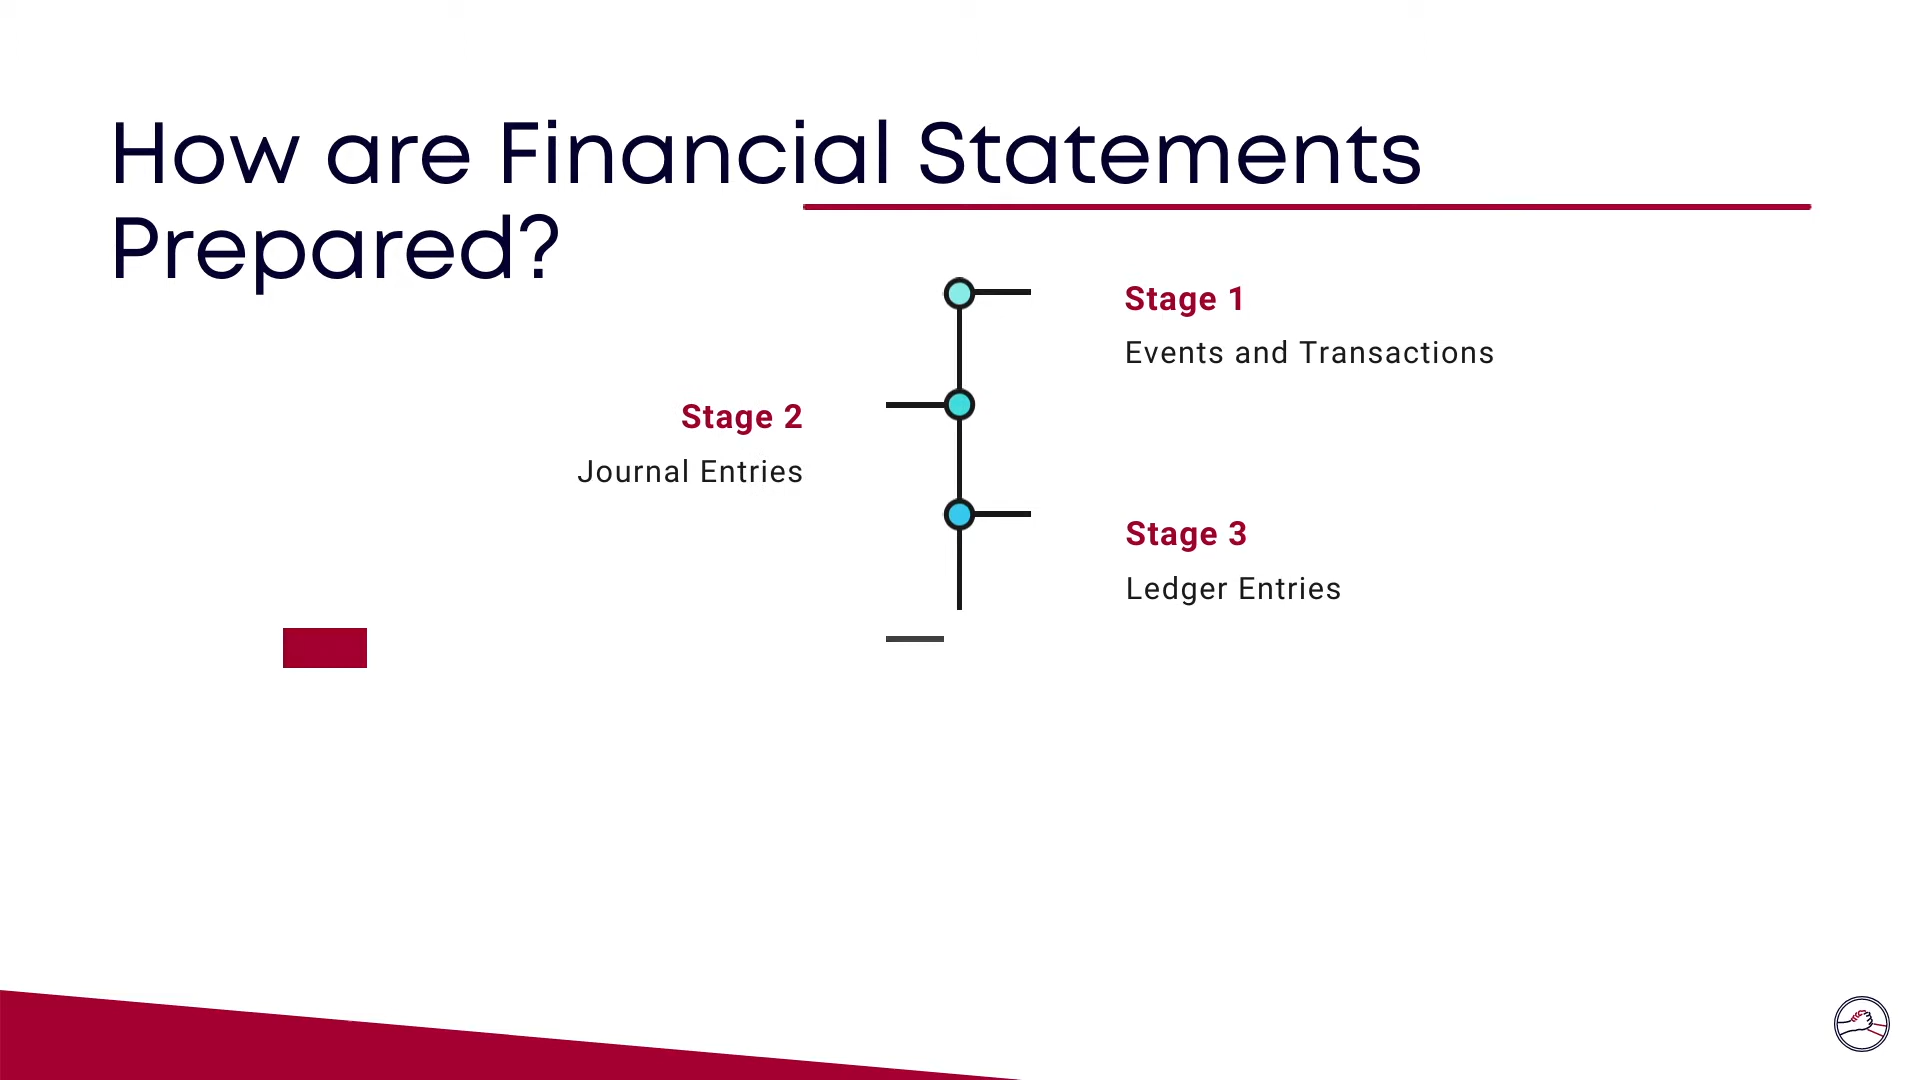 How are Financial Statements
Prepared?
Stage 1
Events and Transactions
Stage 2
Journal Entries
Stage 3
Ledger Entries